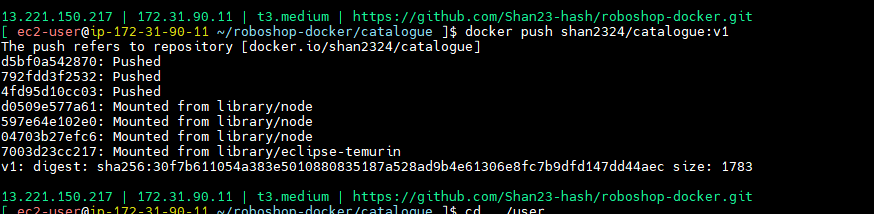 13.221.150.217 | 172.31.90.11 | t3.medium | https://github.com/Shan23-hash/roboshop-docker.git
[ ec2-user@ip-172-31-90-11 ~/roboshop-docker/catalogue ]$ docker push shan2324/catalogue:v1
The push refers to repository [docker.io/shan2324/catalogue]
d5bf0a542870: Pushed
792fdd3f2532: Pushed
4fd95d10cc03: Pushed
d0509e577a61: Mounted from library/node
597e64e102e0: Mounted from library/node
04703b27efc6: Mounted from library/node
7003d23cc217: Mounted from library/eclipse-temurin
v1: digest: sha256:30f7b611054a383e5010880835187a528ad9b4e61306e8fc7b9dfd147dd44aec size: 1783
13.221.150.217 | 172.31.90.11 | t3.medium | https://github.com/Shan23-hash/roboshop-docker.git
[ ec2-user@ip-172-31-90-11 ~/roboshop-docker/catalogue ]$ cd ../user